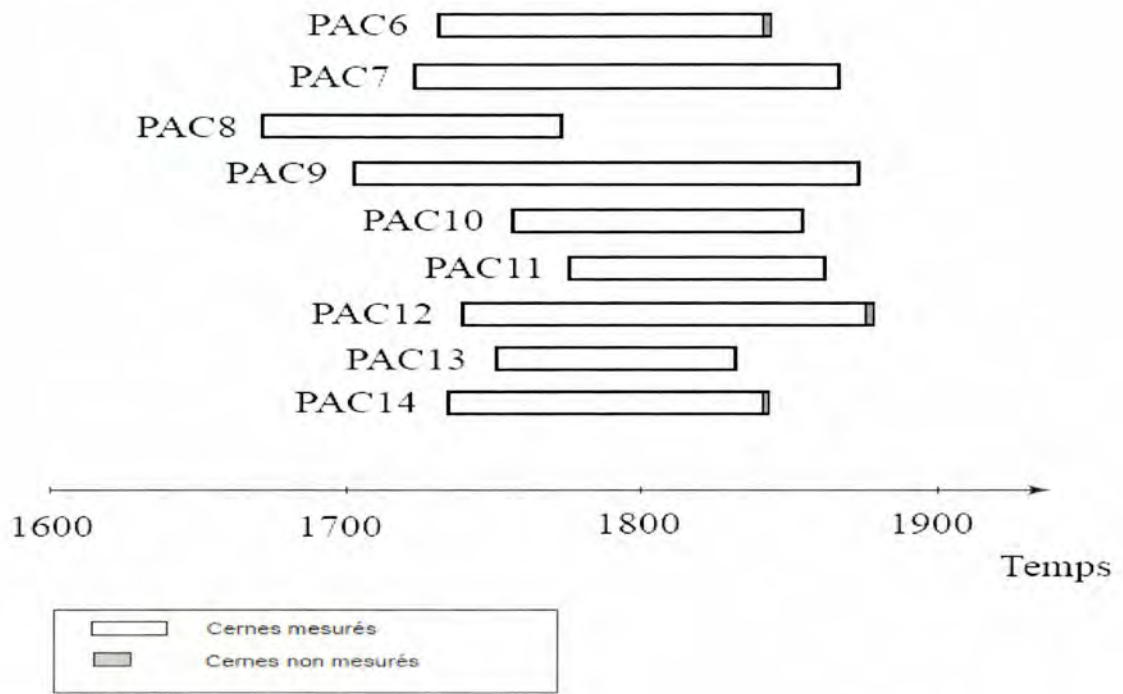 PAC6
PAC7
PAC8
PAC9
PAC10
PAC11
PAC12
PAC13
PAC14
1600 1700 1800 1900
Temps
Cernes mesurés
Cernes non mesurés